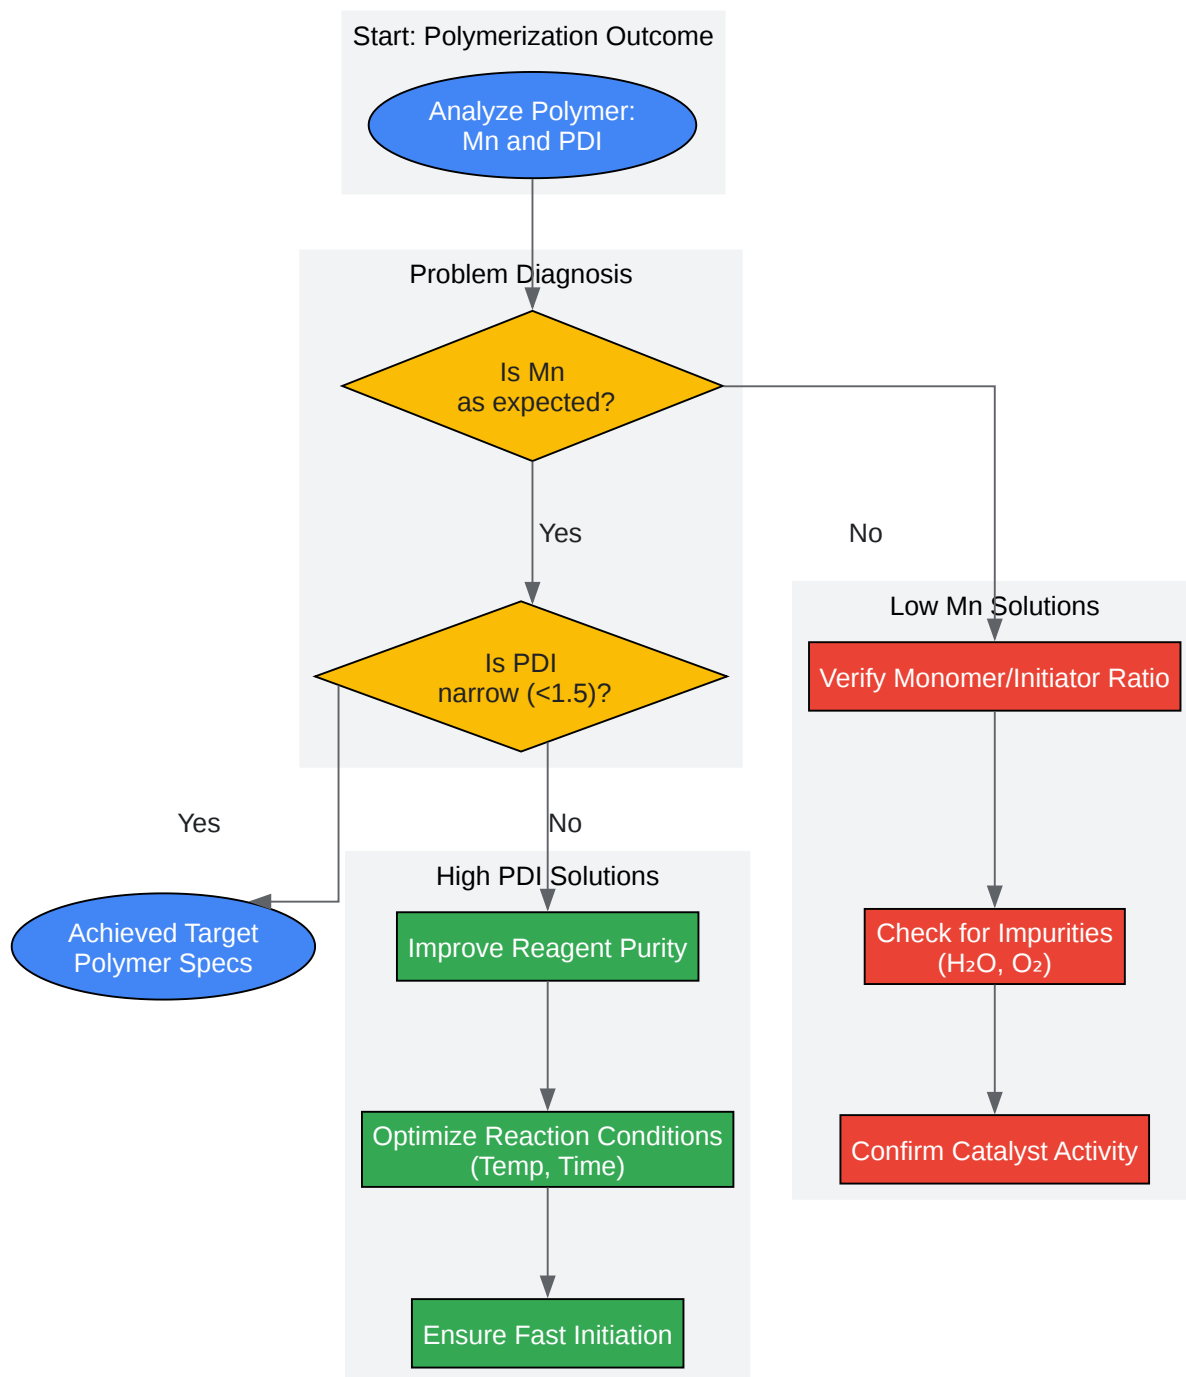 Start: Polymerization Outcome
Analyze Polymer:
Mn and PDI
Problem Diagnosis
Is Mn
as expected?
Yes
No
Is PDI
narrow (<1.5)?
Low Mn Solutions
Verify Monomer/Initiator Ratio
Yes
No
High PDI Solutions
Achieved Target
Polymer Specs
Improve Reagent Purity
Check for Impurities
(H₂O, O₂)
Optimize Reaction Conditions
(Temp, Time)
Confirm Catalyst Activity
Ensure Fast Initiation